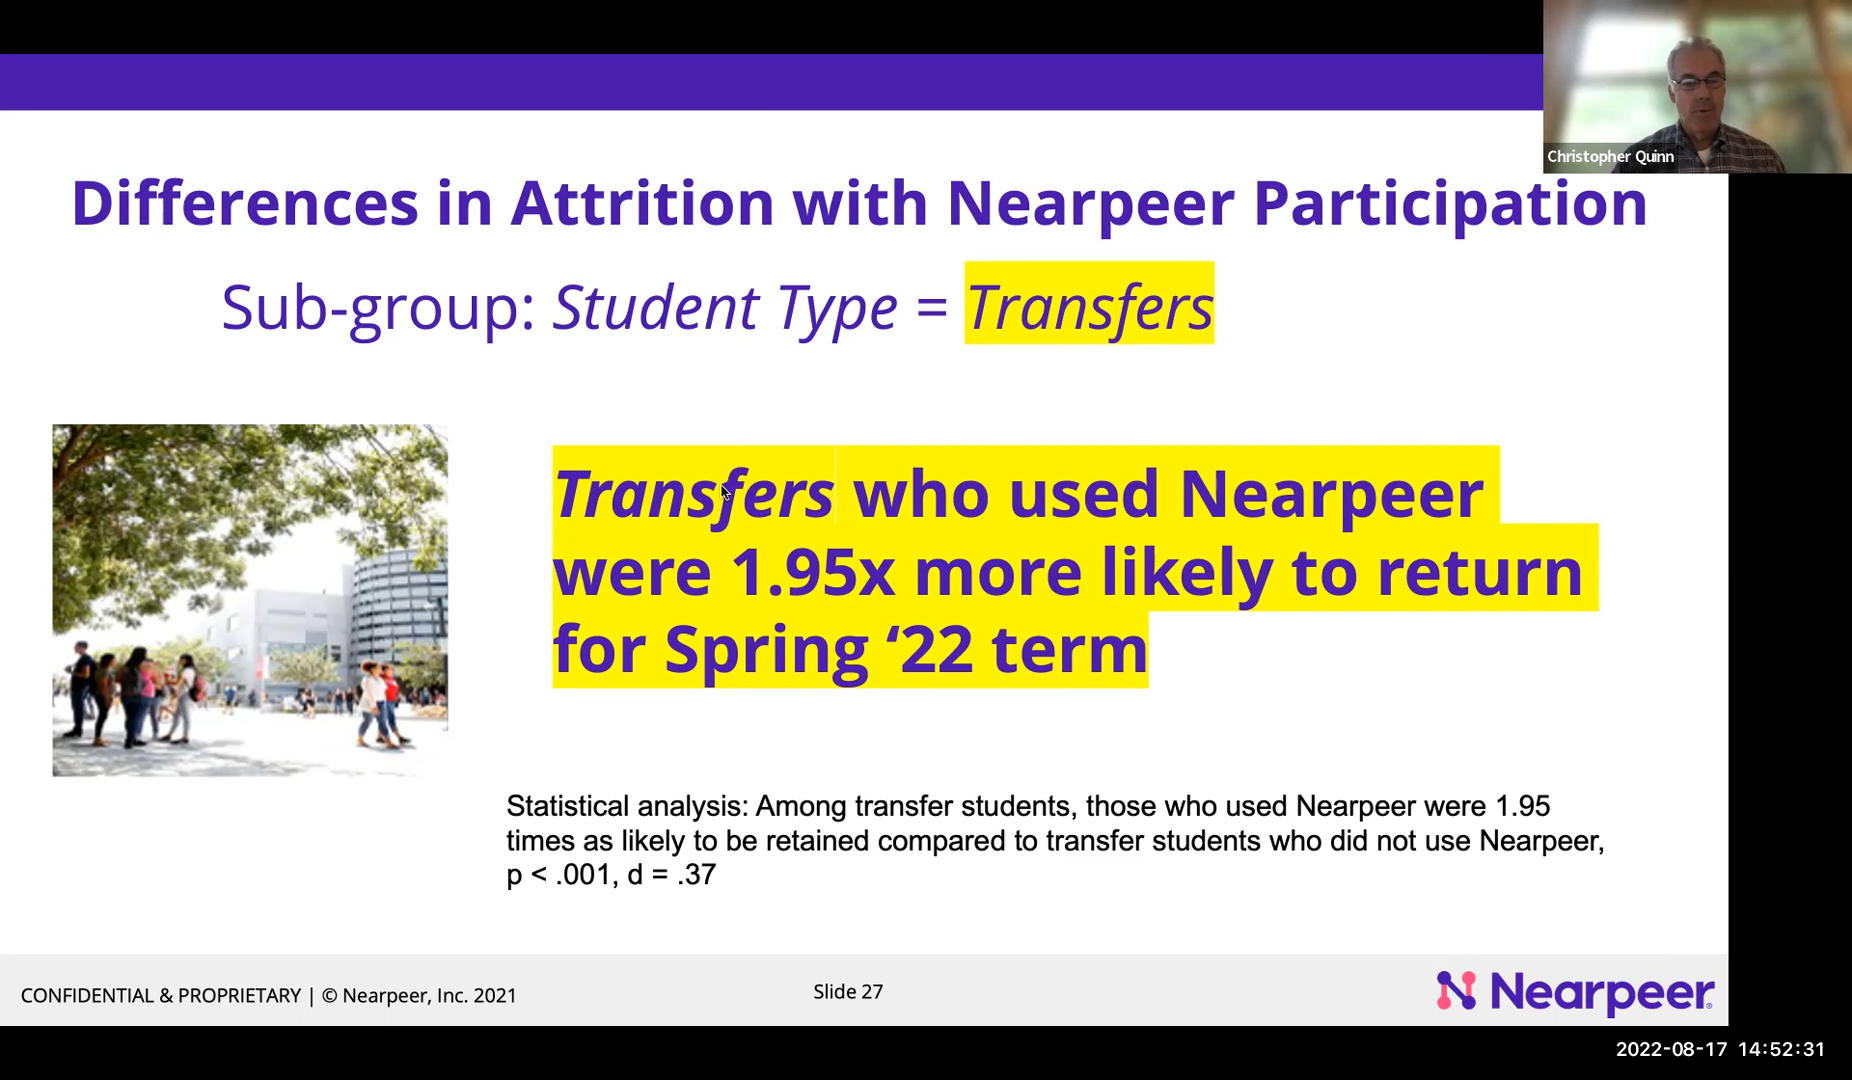 Christopher Quinn
Differences in Attrition with Nearpeer Participation
Sub-group: Student Type = Transfers
Transfers who used Nearpeer
were 1.95x more likely to return
for Spring ‘22 term
Statistical analysis: Among transfer students, those who used Nearpeer were 1.95
times as likely to be retained compared to transfer students who did not use Nearpeer,
p < .001, d = .37
CONFIDENTIAL & PROPRIETARY | © Nearpeer, Inc. 2021
Slide 27
Nearpeer®
2022-08-17 14:52:31